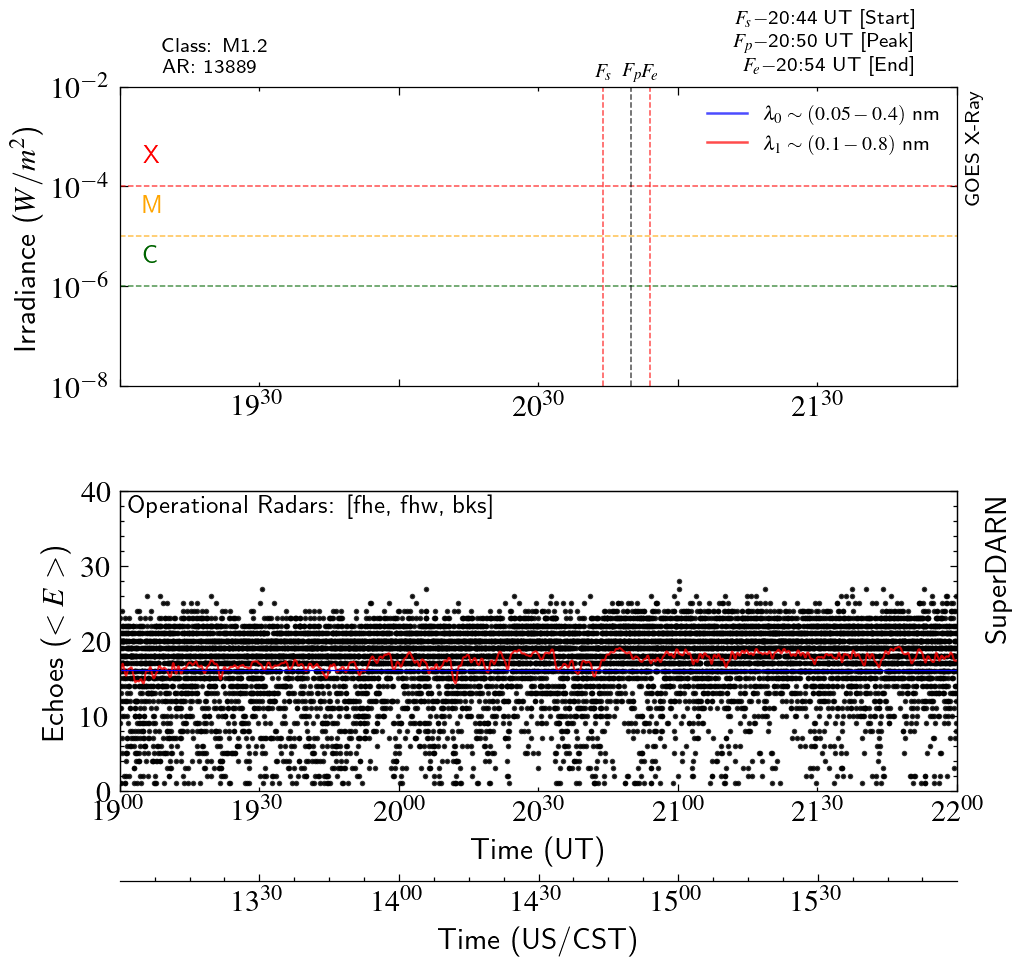 F_s−20:44 UT [Start]
Class: M1.2
F_p−20:50 UT [Peak]
AR: 13889
F_e−20:54 UT [End]
F_s F_p F_e
10^−2
λ_0 ∼ (0.05 − 0.4) nm
λ_1 ∼ (0.1 − 0.8) nm
GOES X-Ray
X
10^−4
M
Irradiance (W/m^2)
C
10^−6
10^−8
19^30 20^30 21^30
40
Operational Radars: [fhe, fhw, bks]
SuperDARN
30
20
Echoes (< E >)
10
0
19^00 19^30 20^00 20^30 21^00 21^30 22^00
Time (UT)
13^30 14^00 14^30 15^00 15^30
Time (US/CST)